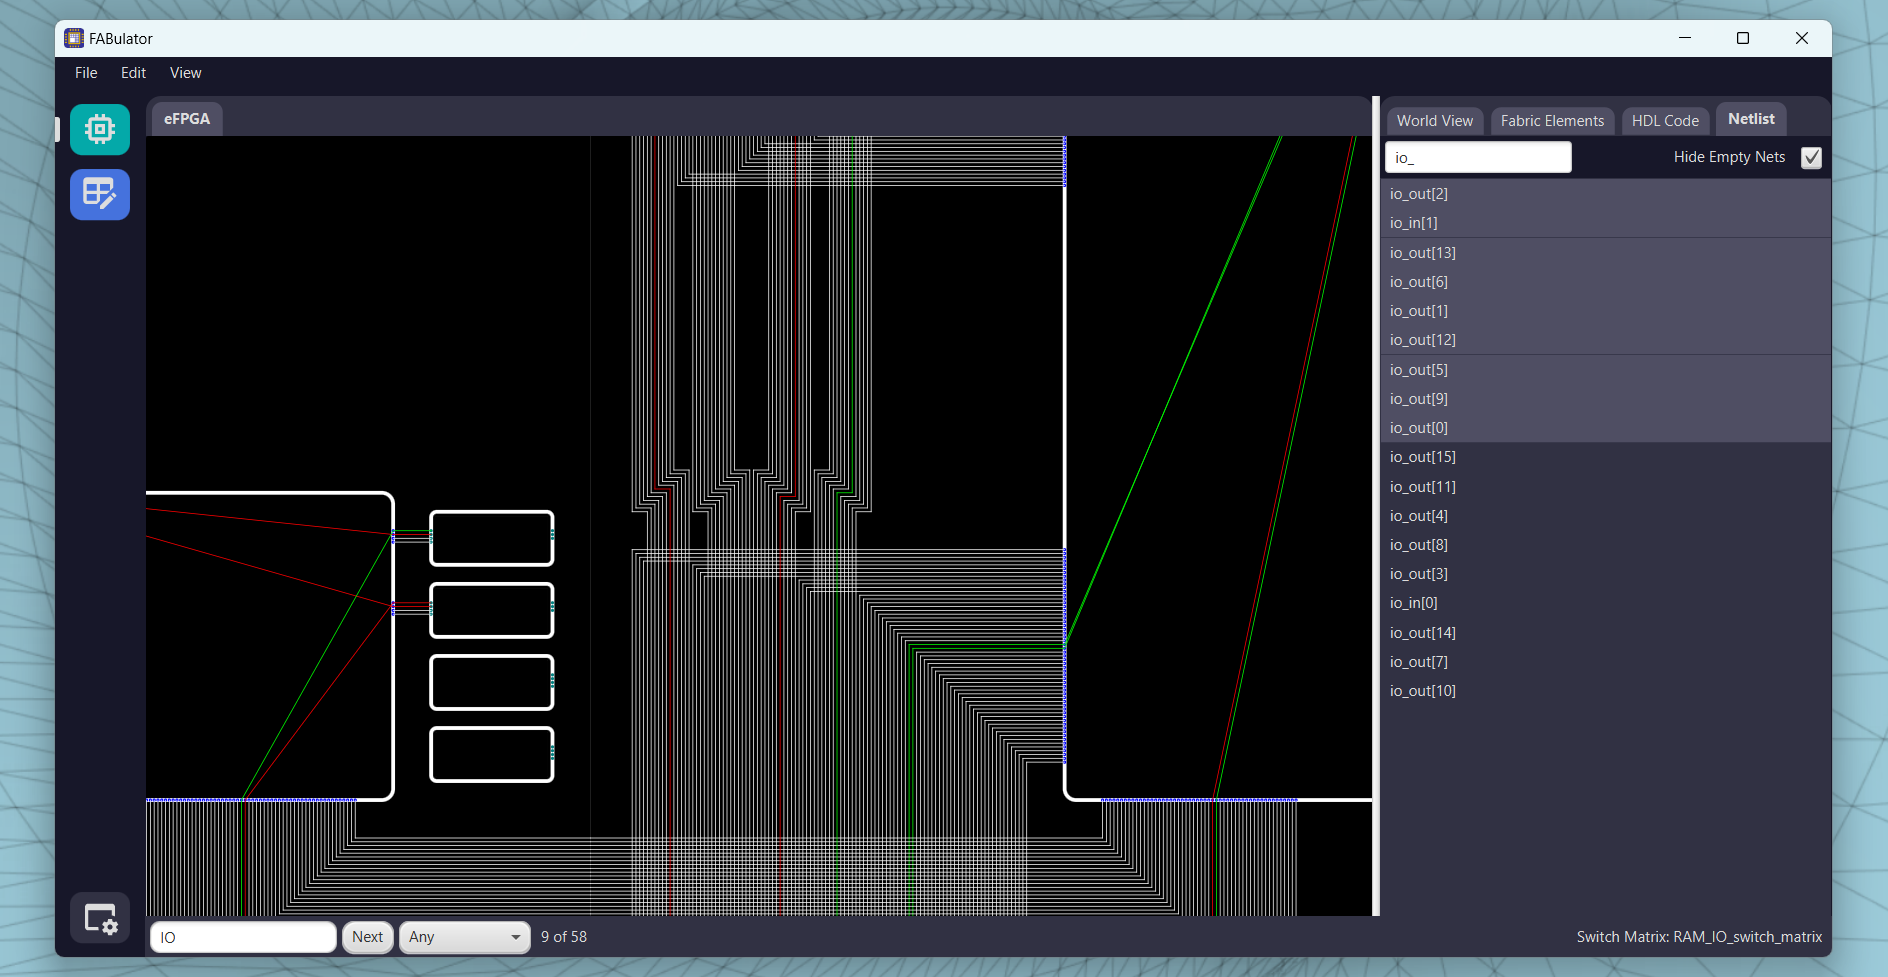 FABulator
File Edit View
eFPGA
World View Fabric Elements HDL Code Netlist
io_ Hide Empty Nets
io_out[2]
io_in[1]
io_out[13]
io_out[6]
io_out[1]
io_out[12]
io_out[5]
io_out[9]
io_out[0]
io_out[15]
io_out[11]
io_out[4]
io_out[8]
io_out[3]
io_in[0]
io_out[14]
io_out[7]
io_out[10]
IO Next Any 9 of 58 Switch Matrix: RAM_IO_switch_matrix